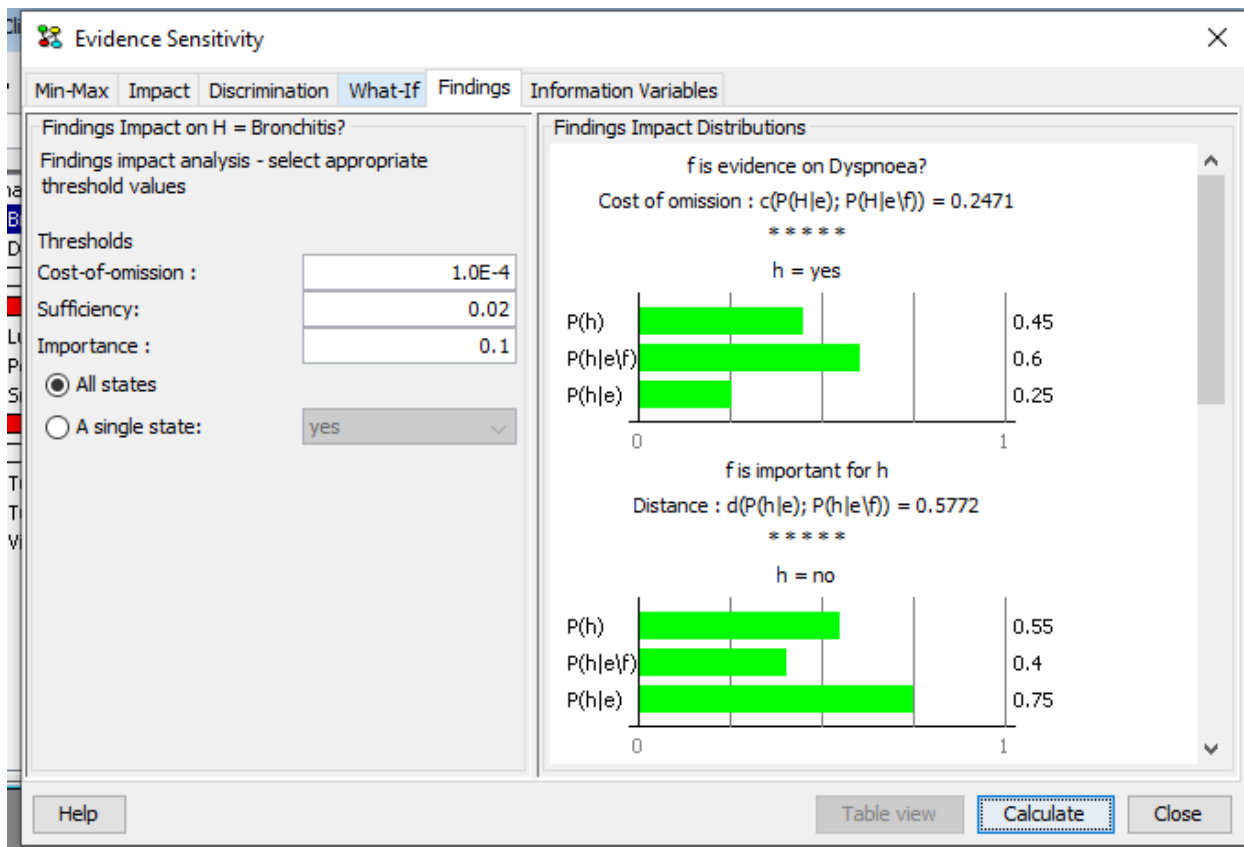 Cli
Evidence Sensitivity
Min-Max Impact Discrimination What-If Findings Information Variables
Findings Impact on H = Bronchitis?
Findings impact analysis - select appropriate
threshold values
Thresholds
Cost-of-omission : 1.0E-4
Sufficiency: 0.02
Importance : 0.1
All states
A single state: yes
Findings Impact Distributions
f is evidence on Dyspnoea?
Cost of omission : c(P(H|e); P(H|e\f)) = 0.2471
* * * * *
h = yes
P(h) 0.45
P(h|e\f) 0.6
P(h|e) 0.25
0 1
f is important for h
Distance : d(P(h|e); P(h|e\f)) = 0.5772
* * * * *
h = no
P(h) 0.55
P(h|e\f) 0.4
P(h|e) 0.75
0 1
Help Table view Calculate Close